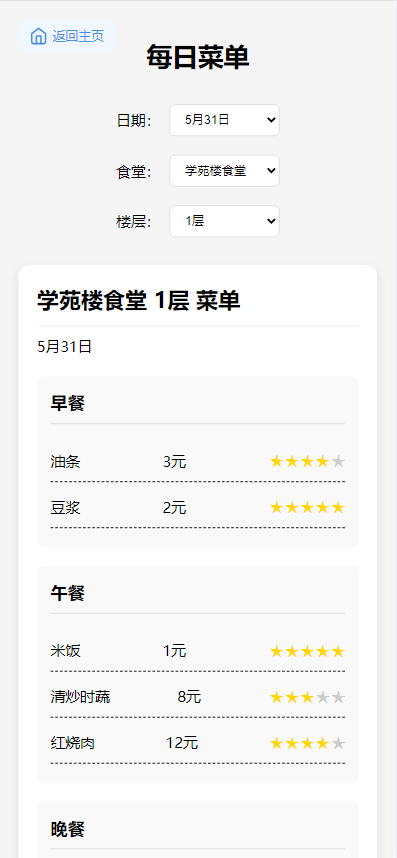 返回主页
每日菜单
日期： 5月31日
食堂： 学苑楼食堂
楼层： 1层
学苑楼食堂 1层 菜单
5月31日
早餐
油条 3元 ★★★★★
豆浆 2元 ★★★★★
午餐
米饭 1元 ★★★★★
清炒时蔬 8元 ★★★★★
红烧肉 12元 ★★★★★
晚餐